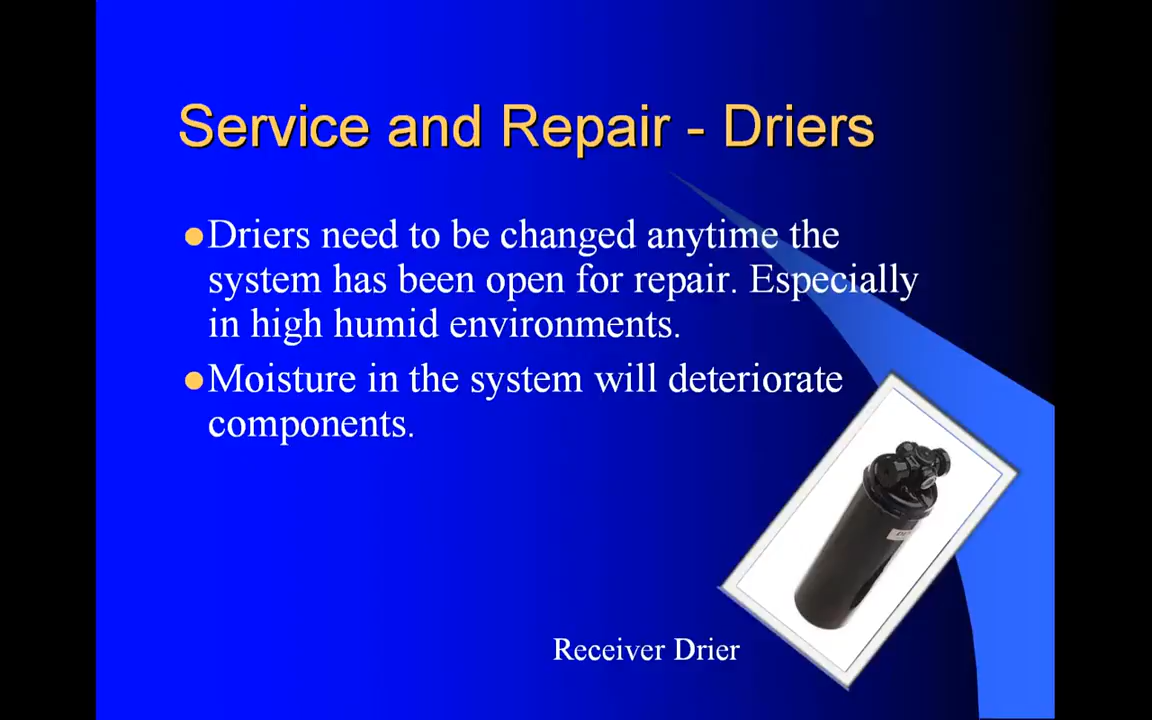 Service and Repair - Driers
Driers need to be changed anytime the
system has been open for repair. Especially
in high humid environments.
Moisture in the system will deteriorate
components.
Receiver Drier